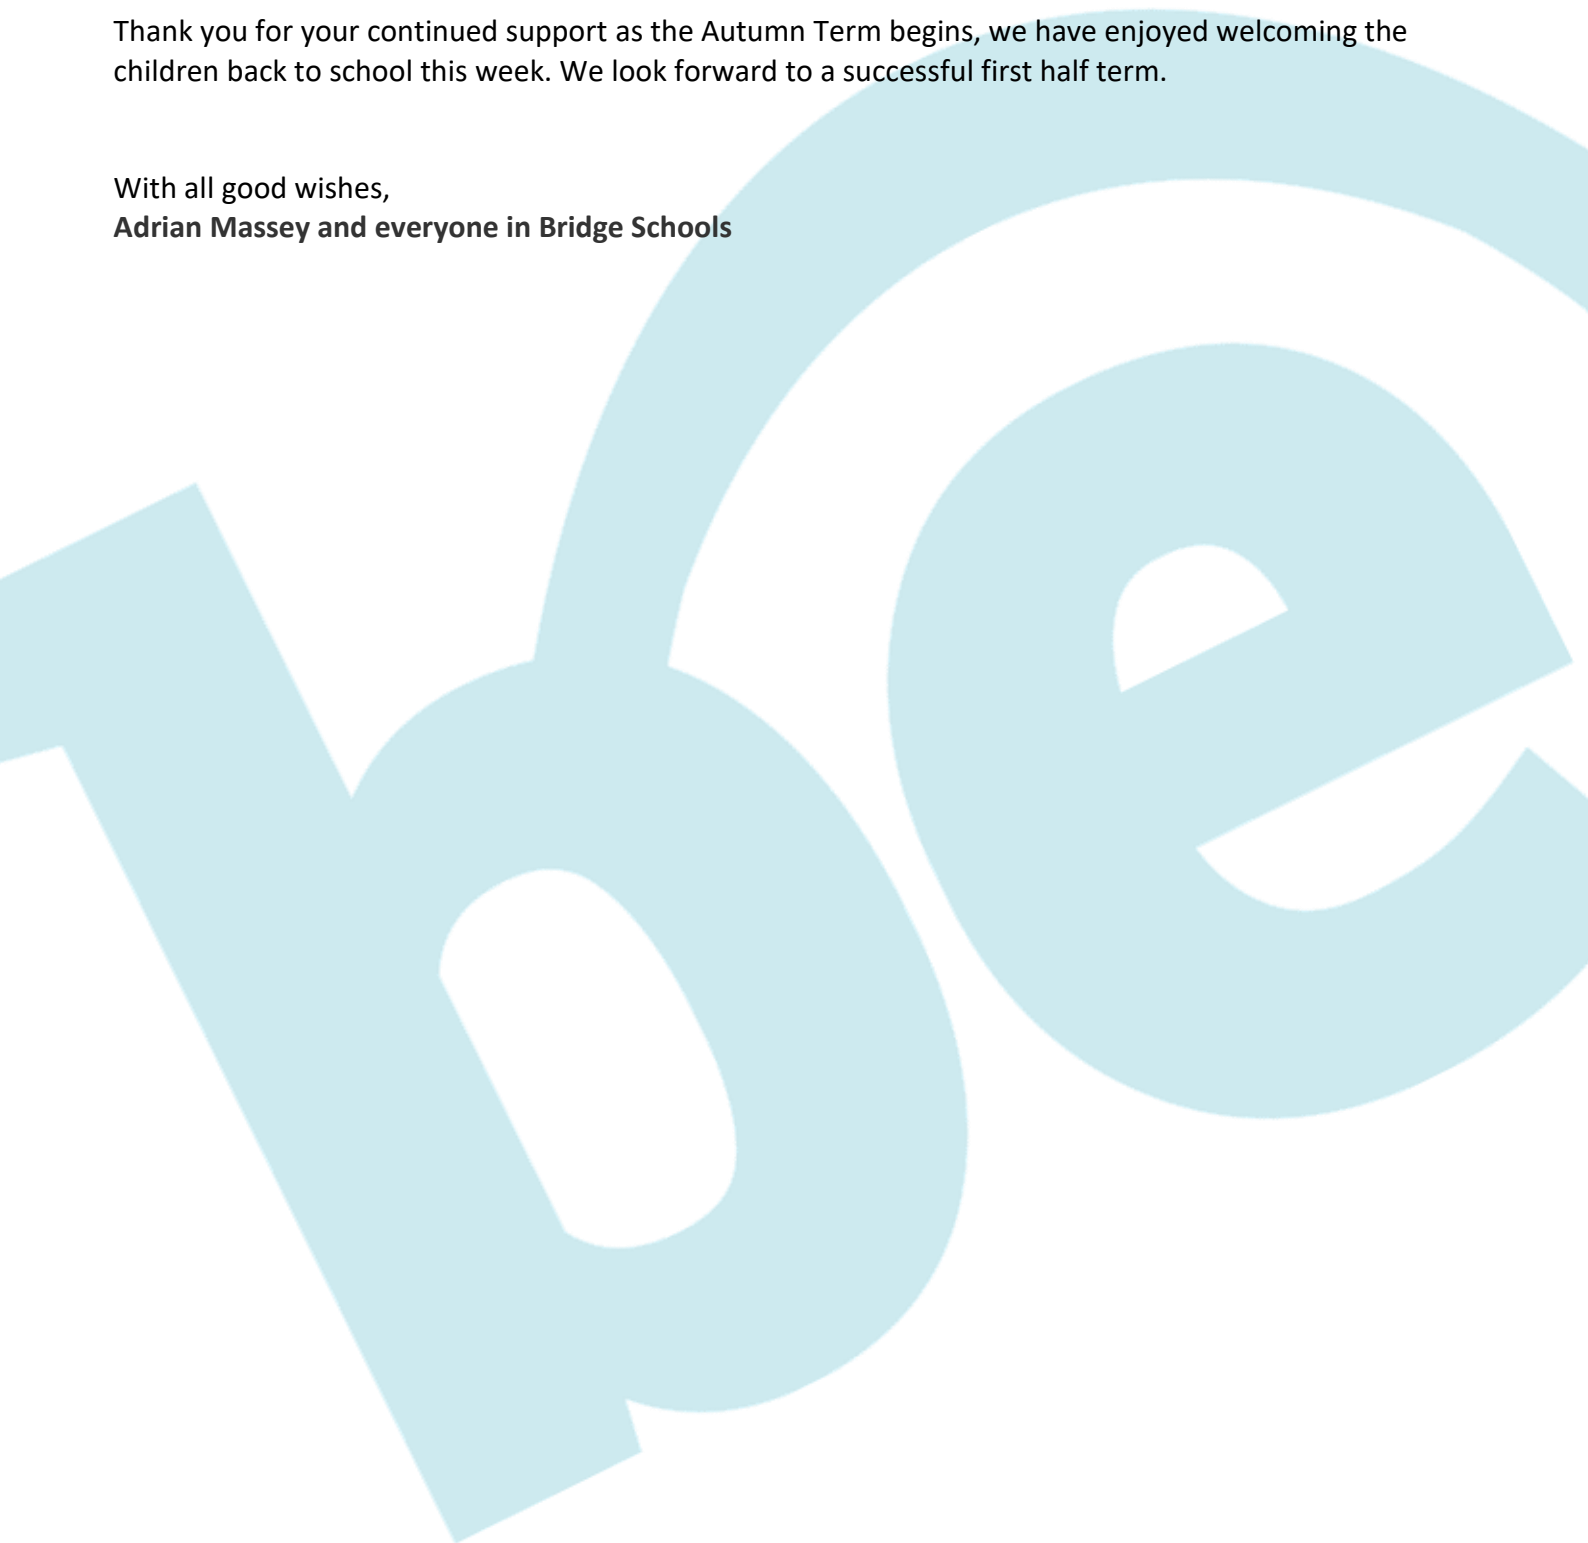 Thank you for your continued support as the Autumn Term begins, we have enjoyed welcoming the
children back to school this week. We look forward to a successful first half term.
With all good wishes,
Adrian Massey and everyone in Bridge Schools
be